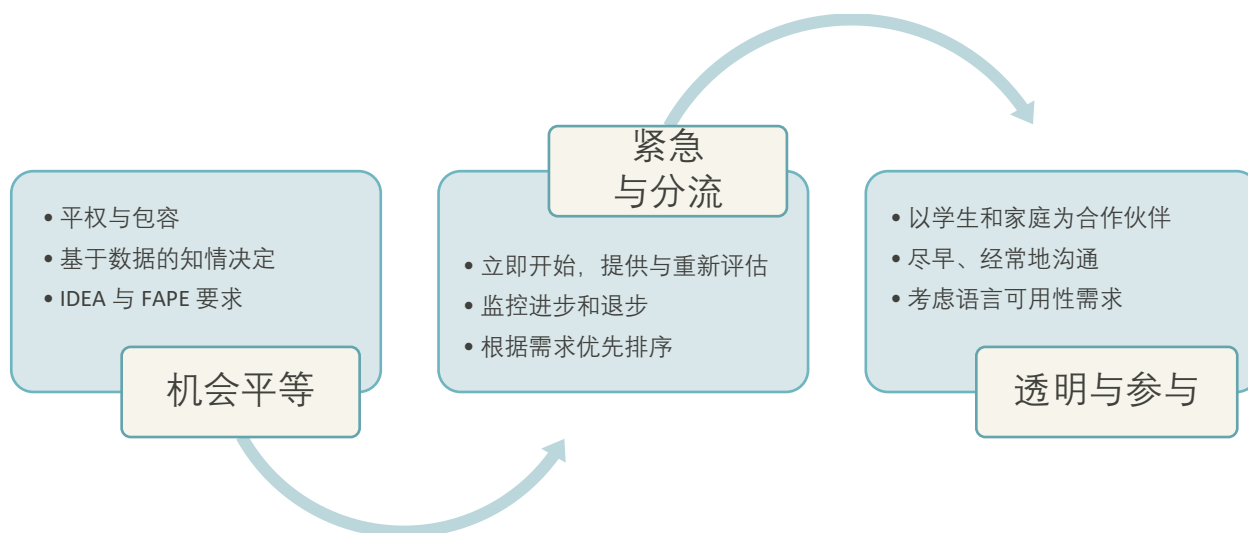 • 平权与包容
• 基于数据的知情决定
• IDEA 与 FAPE 要求
机会平等
紧急
与分流
• 立即开始，提供与重新评估
• 监控进步和退步
• 根据需求优先排序
• 以学生和家庭为合作伙伴
• 尽早、经常地沟通
• 考虑语言可用性需求
透明与参与